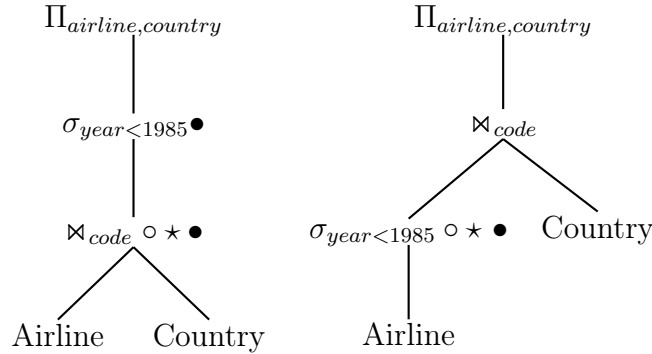 Π_{airline,country} Π_{airline,country}
σ_{year<1985} ● ⋈_{code}
⋈_{code} ○ ⋆ ● σ_{year<1985} ○ ⋆ ● Country
Airline Country Airline